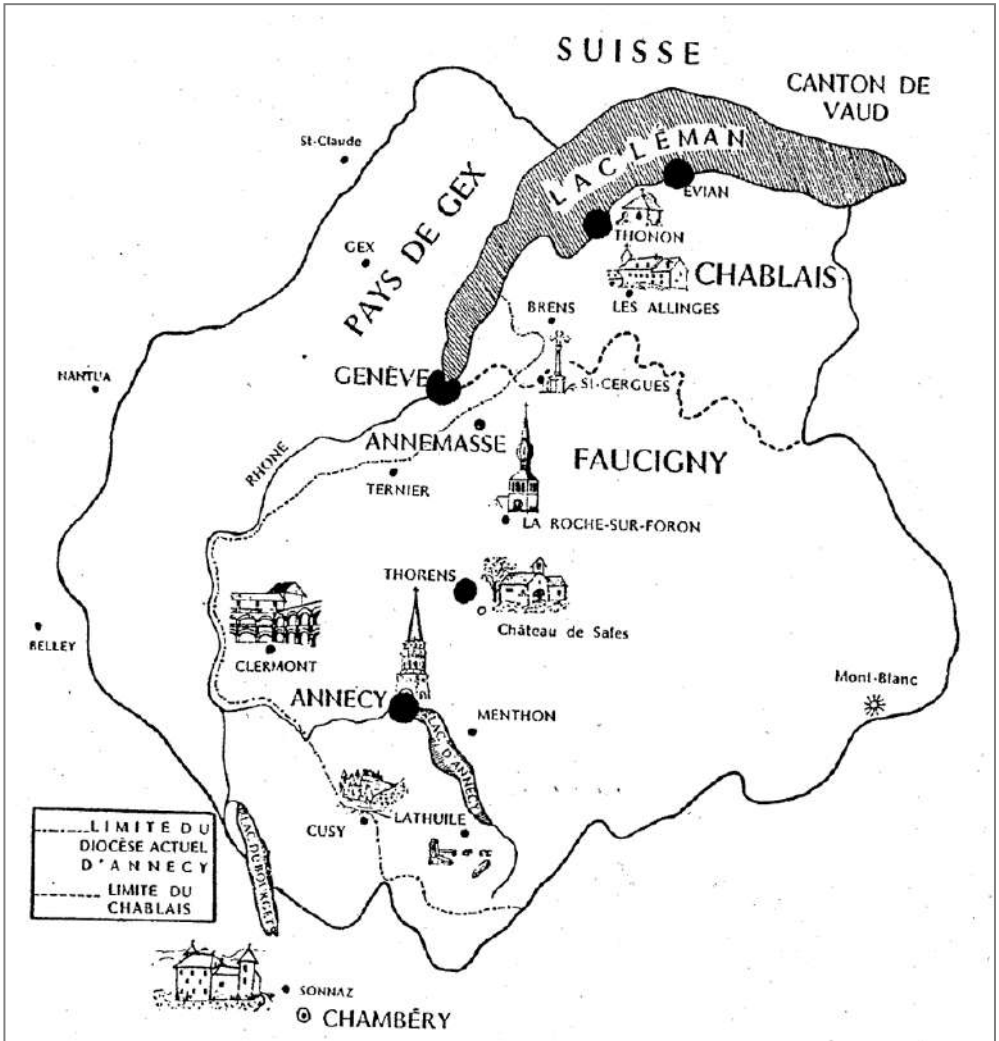 SUISSE
CANTON DE
VAUD
St-Claude
LAC LÉMAN
EVIAN
THONON
PAYS DE GEX
GEX
CHABLAIS
LES ALLINGES
BRENS
NANTUA
GENÈVE
St-CERGUES
ANNEMASSE
FAUCIGNY
RHONE
TERNIER
LA ROCHE-SUR-FORON
THORENS
Château de Sales
BELLEY
CLERMONT
Mont-Blanc
ANNECY
MENTHON
LAC D'ANNECY
CUSY
LATHUILE
LAC DU BOURGET
LIMITE DU
DIOCÈSE ACTUEL
D'ANNECY
LIMITE DU
CHABLAIS
SONNAZ
CHAMBÉRY